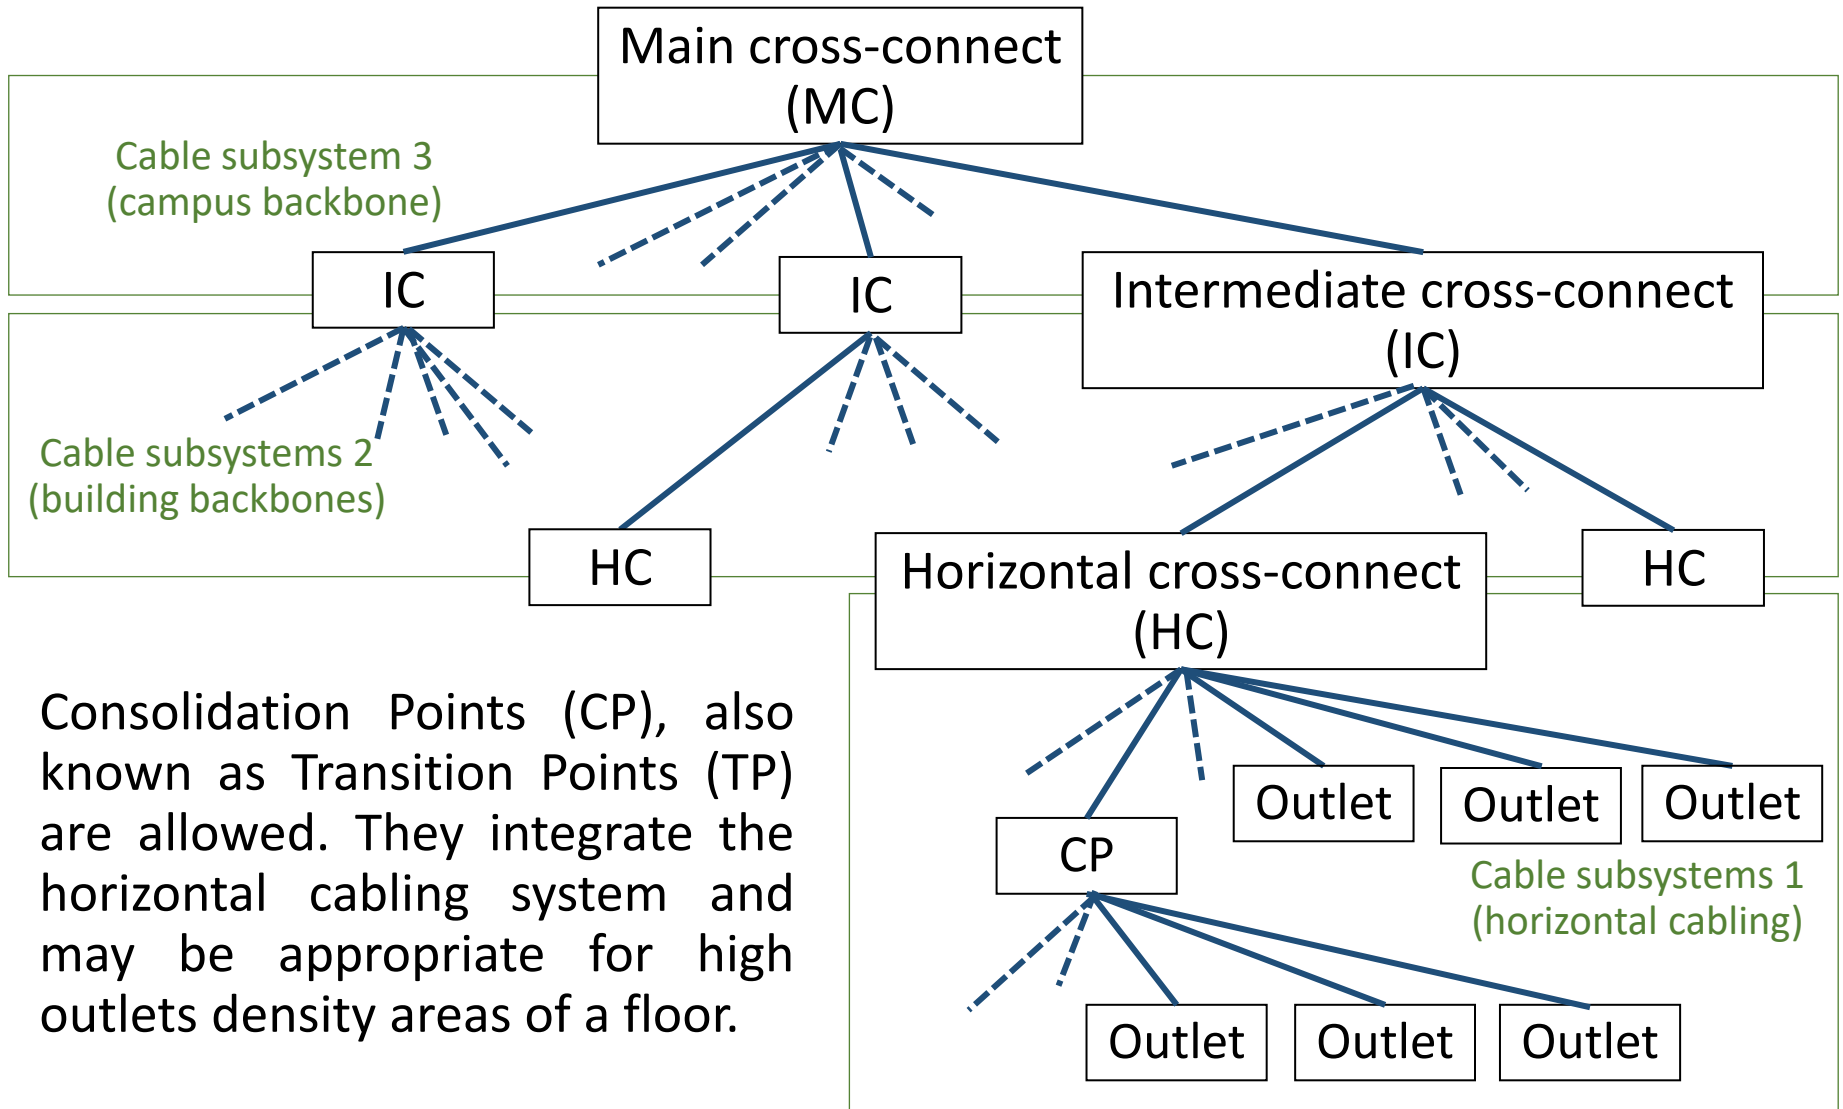 Main cross-connect
(MC)
Cable subsystem 3
(campus backbone)
IC
IC
Intermediate cross-connect
(IC)
Cable subsystems 2
(building backbones)
HC
Horizontal cross-connect
(HC)
HC
Consolidation Points (CP), also
known as Transition Points (TP)
are allowed. They integrate the
horizontal cabling system and
may be appropriate for high
outlets density areas of a floor.
Outlet
Outlet
Outlet
CP
Cable subsystems 1
(horizontal cabling)
Outlet
Outlet
Outlet